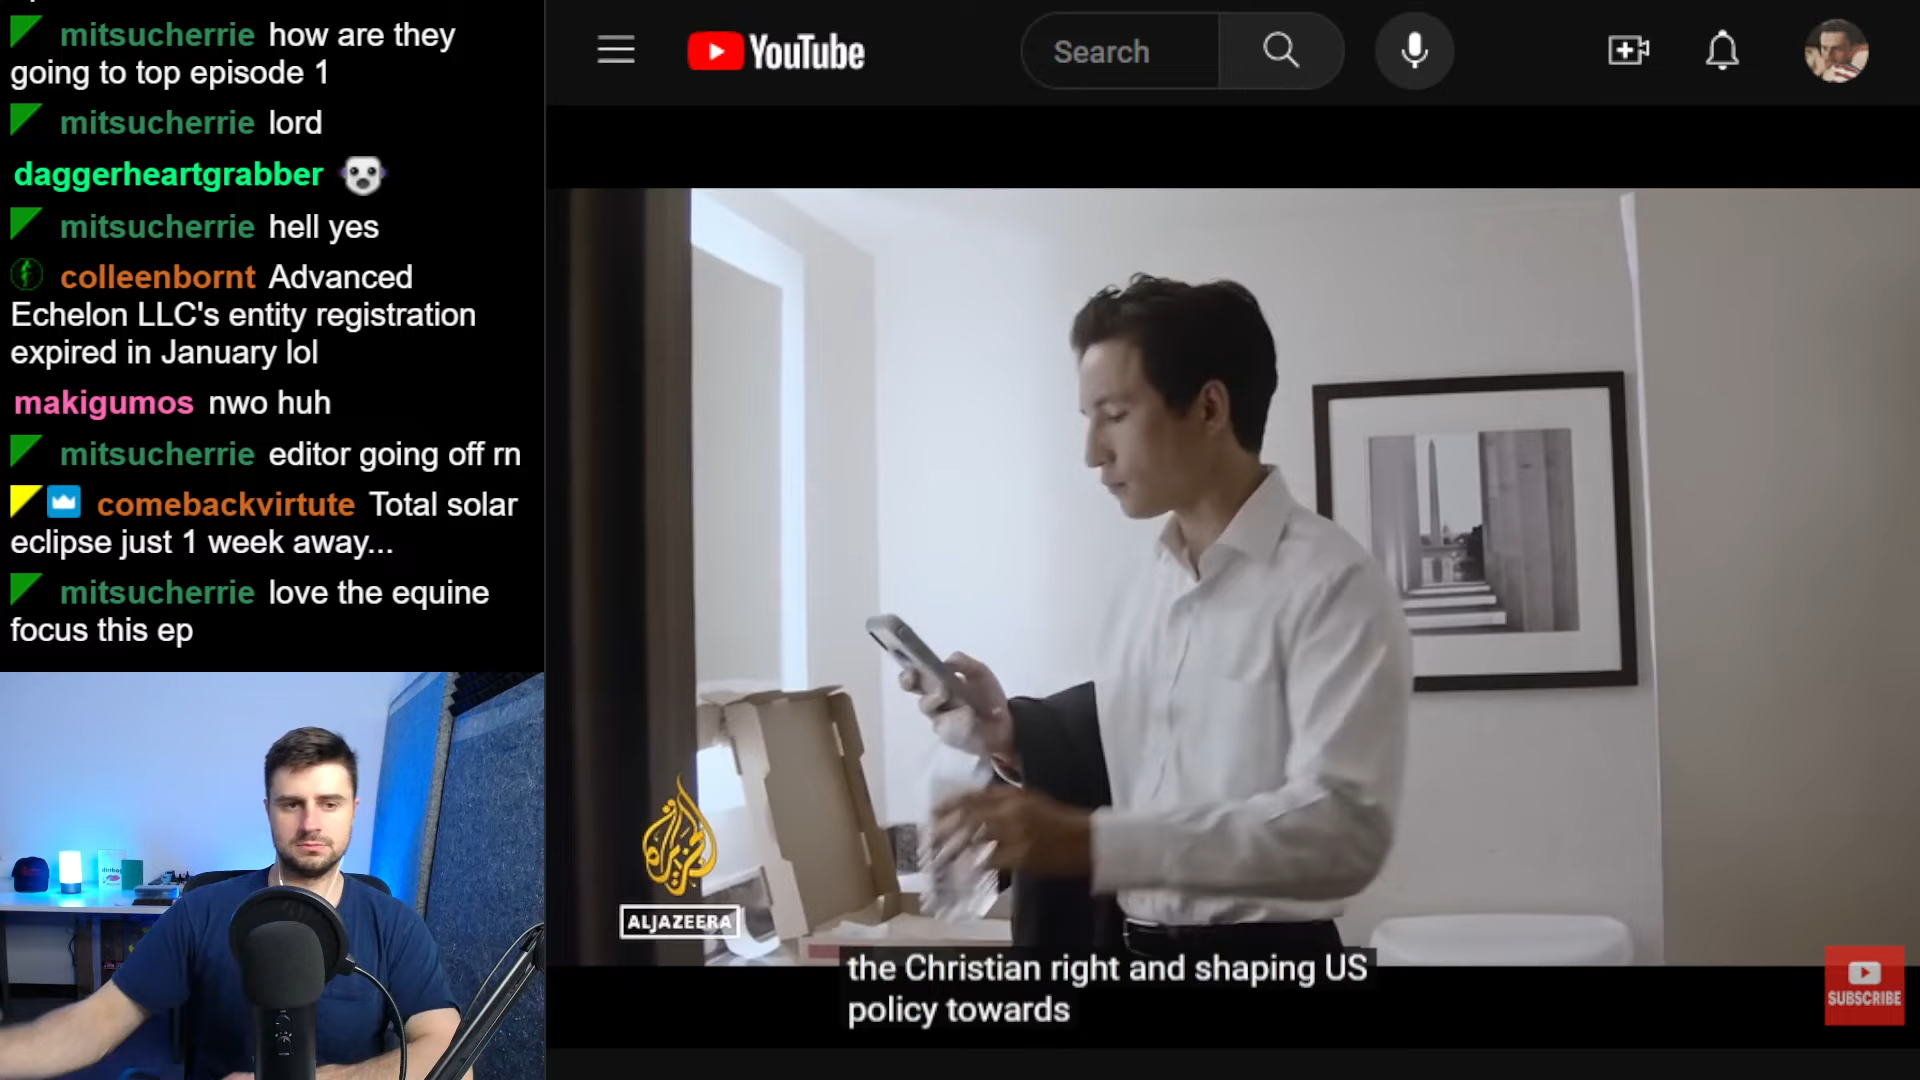 mitsucherrie how are they
going to top episode 1
mitsucherrie lord
daggerheartgrabber
mitsucherrie hell yes
colleenbornt Advanced
Echelon LLC's entity registration
expired in January lol
makigumos nwo huh
mitsucherrie editor going off rn
comebackvirtute Total solar
eclipse just 1 week away...
mitsucherrie love the equine
focus this ep
YouTube
Search
الجزيرة
ALJAZEERA
the Christian right and shaping US
policy towards
SUBSCRIBE